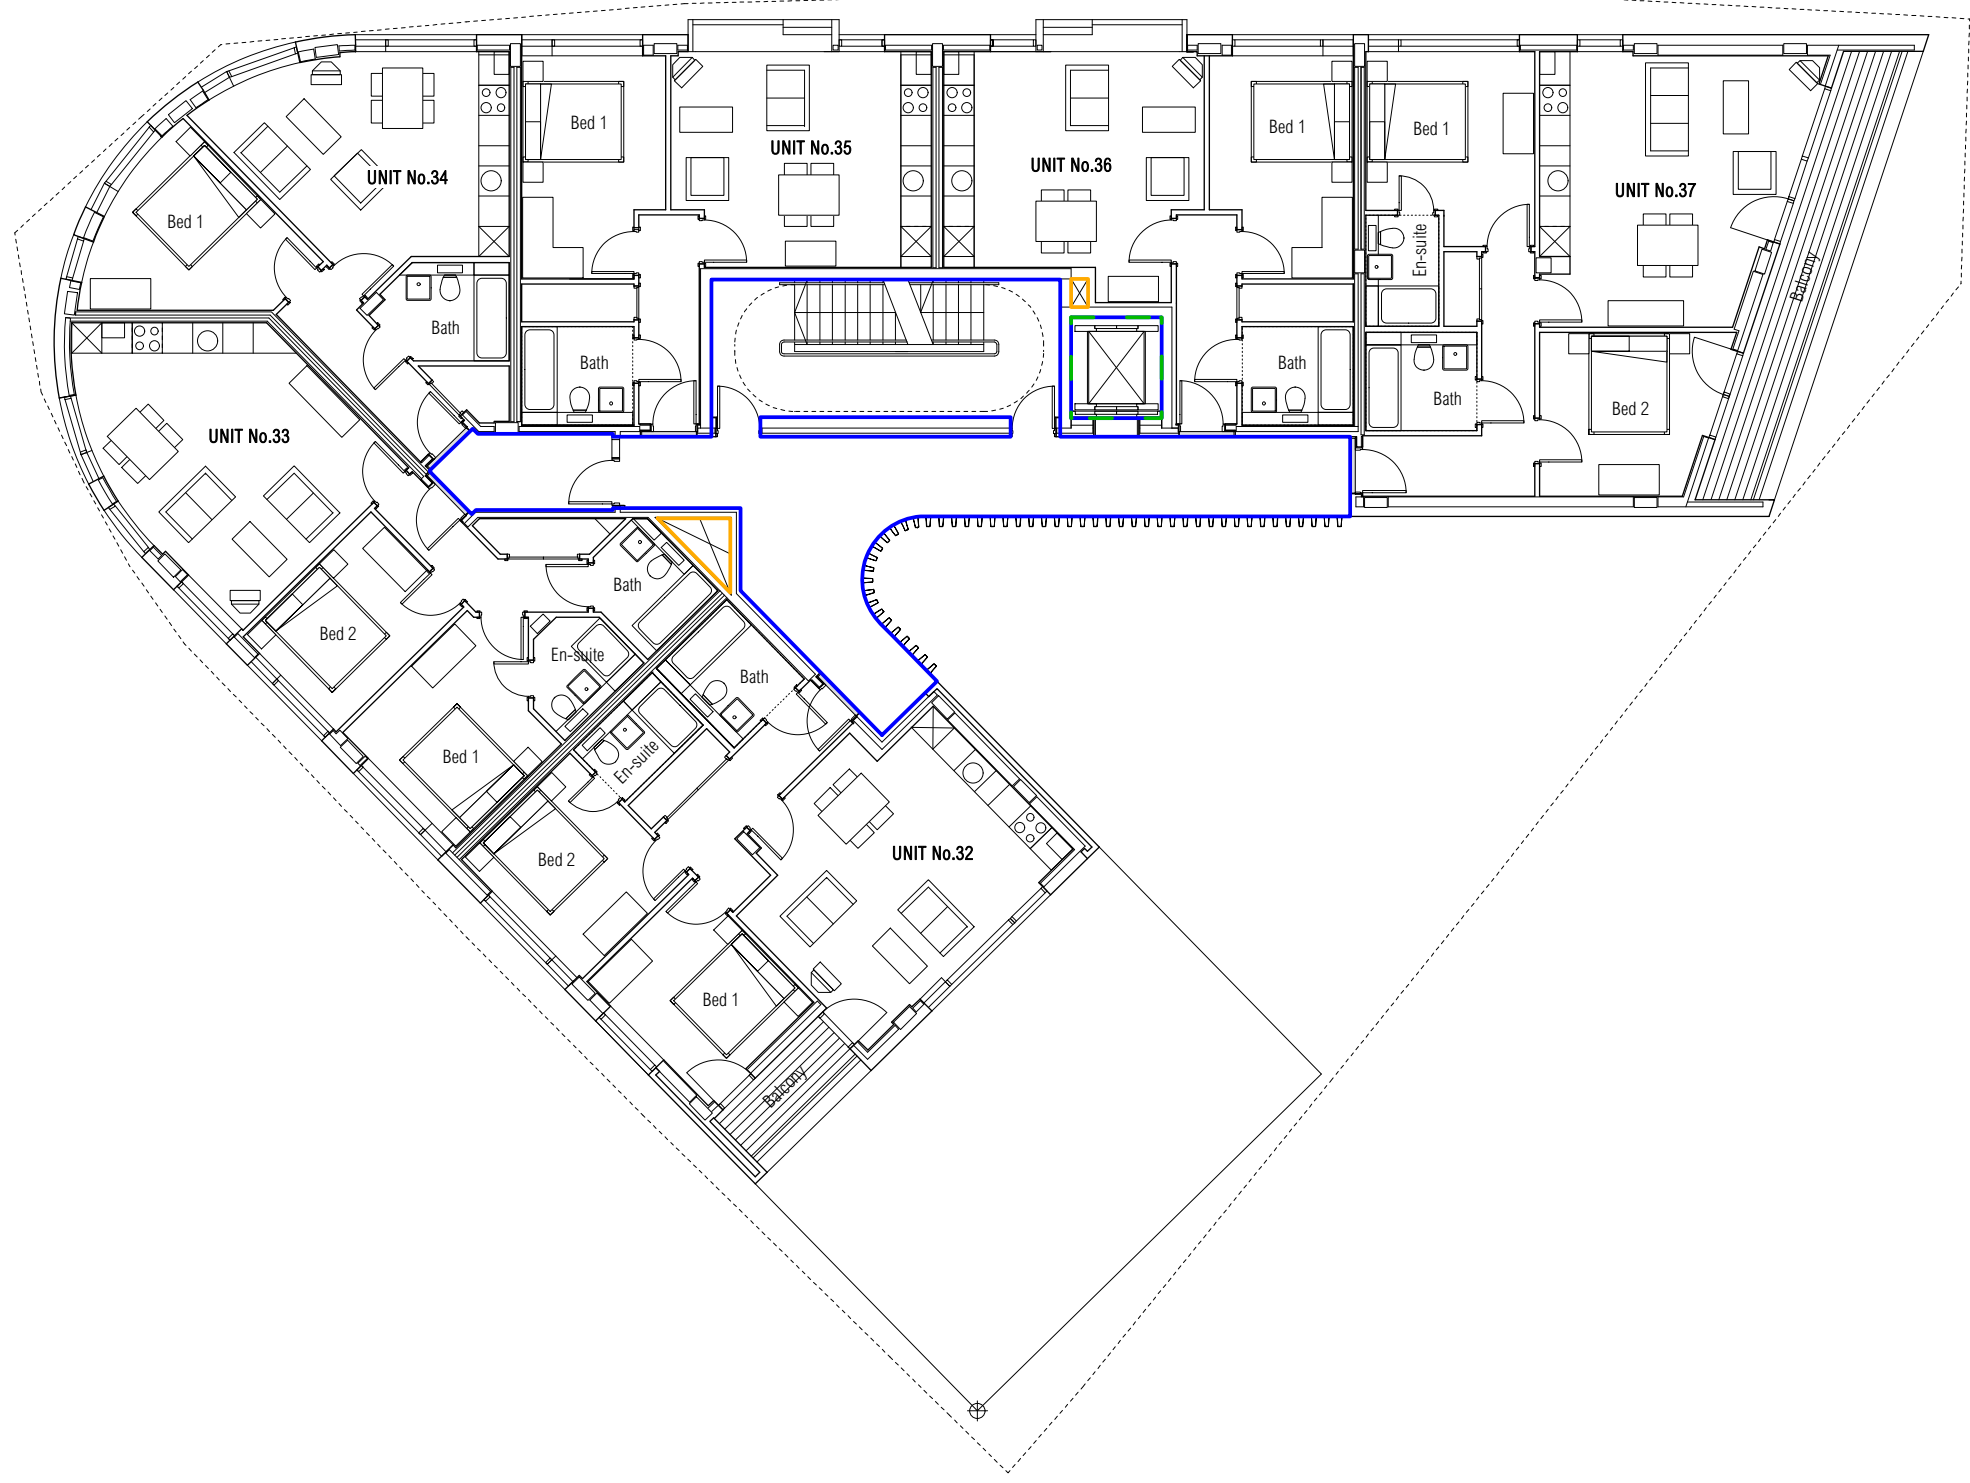 Bed 1
UNIT No.35
Bed 1
Bed 1
UNIT No.36
UNIT No.34
UNIT No.37
Bed 1
En-suite
Balcony
Bath
Bath
Bath
Bath
Bed 2
UNIT No.33
Bath
Bed 2
En-suite
Bath
Bed 1
En-suite
UNIT No.32
Bed 2
Bed 1
Balcony